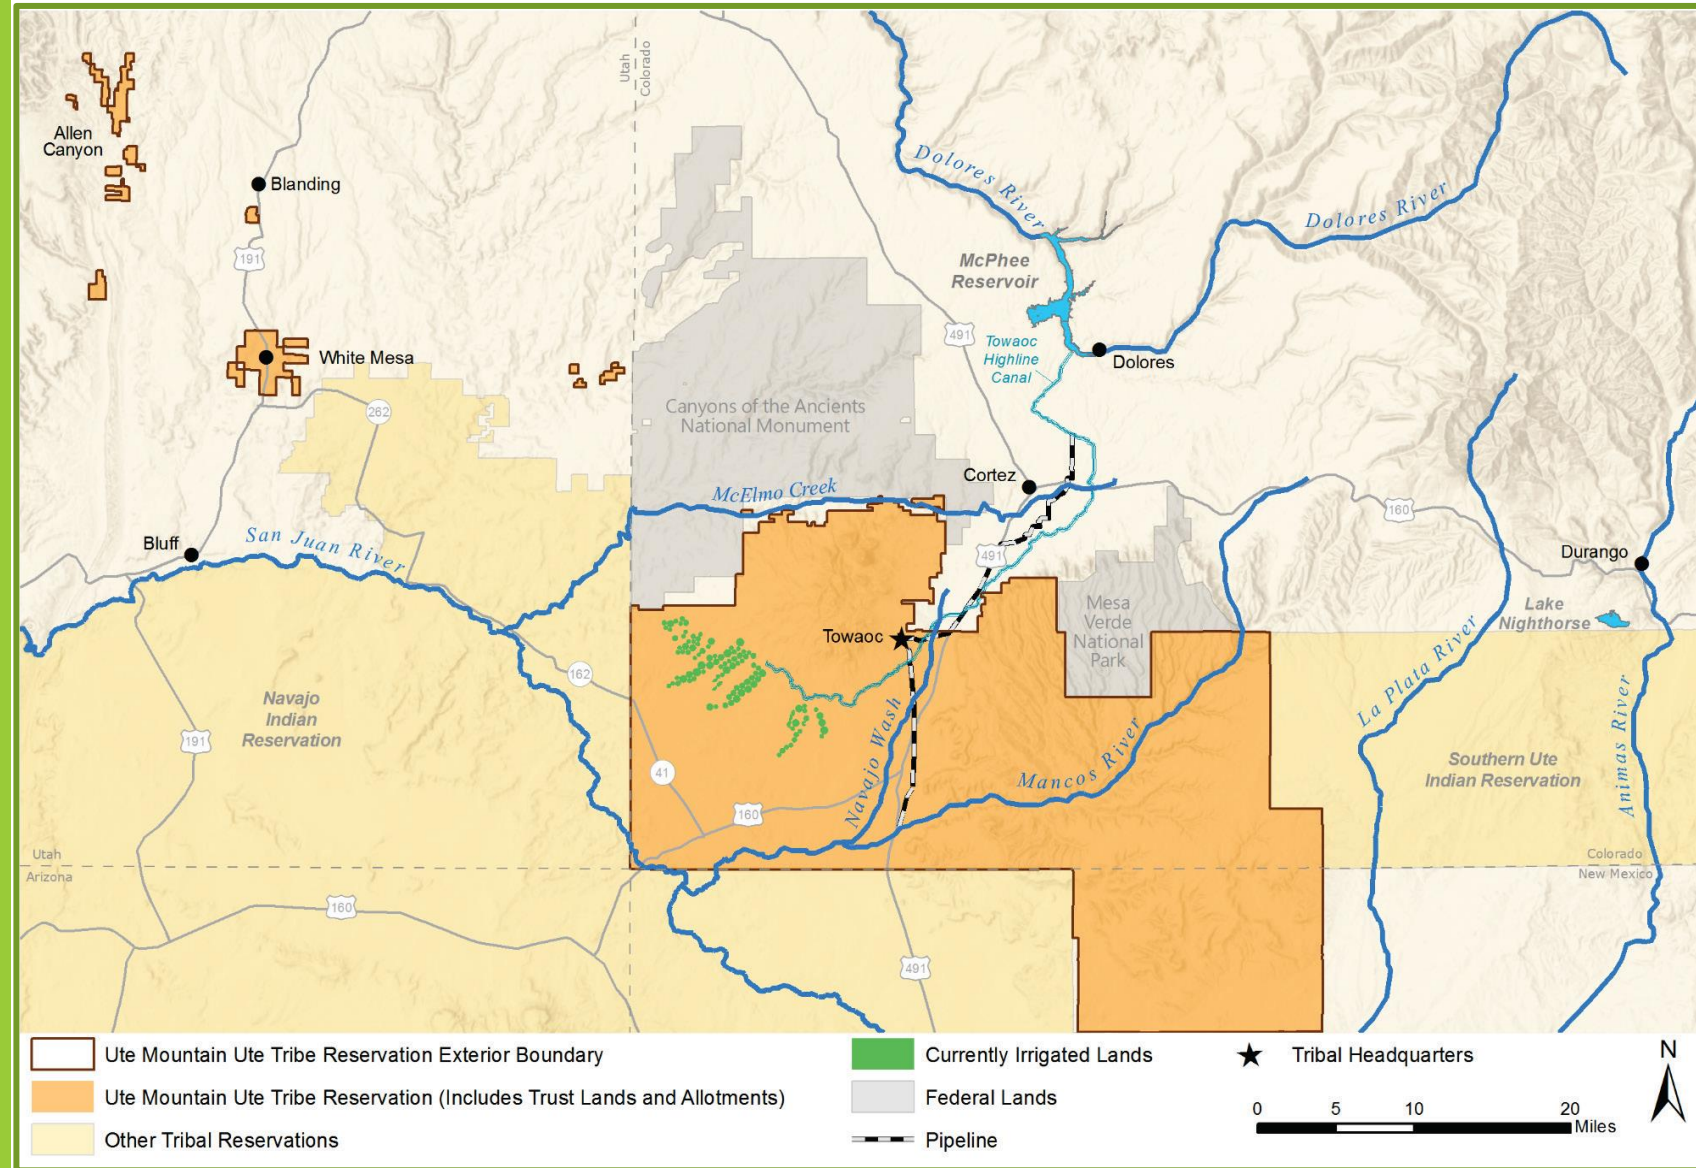 Utah
Colorado
Allen
Canyon
Blanding
191
White Mesa
262
Dolores River
Dolores River
McPhee
Reservoir
491
Towaoc
Highline
Canal
Dolores
Canyons of the Ancients
National Monument
Cortez
McElmo Creek
160
Bluff
San Juan River
491
Durango
Mesa
Verde
National
Park
Lake
Nighthorse
Towaoc
162
Navajo
Indian
Reservation
191
41
160
Navajo Wash
Mancos River
La Plata River
Southern Ute
Indian Reservation
Animas River
Utah
Arizona
Colorado
New Mexico
160
491
Ute Mountain Ute Tribe Reservation Exterior Boundary
Ute Mountain Ute Tribe Reservation (Includes Trust Lands and Allotments)
Other Tribal Reservations
Currently Irrigated Lands
Federal Lands
Pipeline
Tribal Headquarters
0 5 10 20
Miles
N